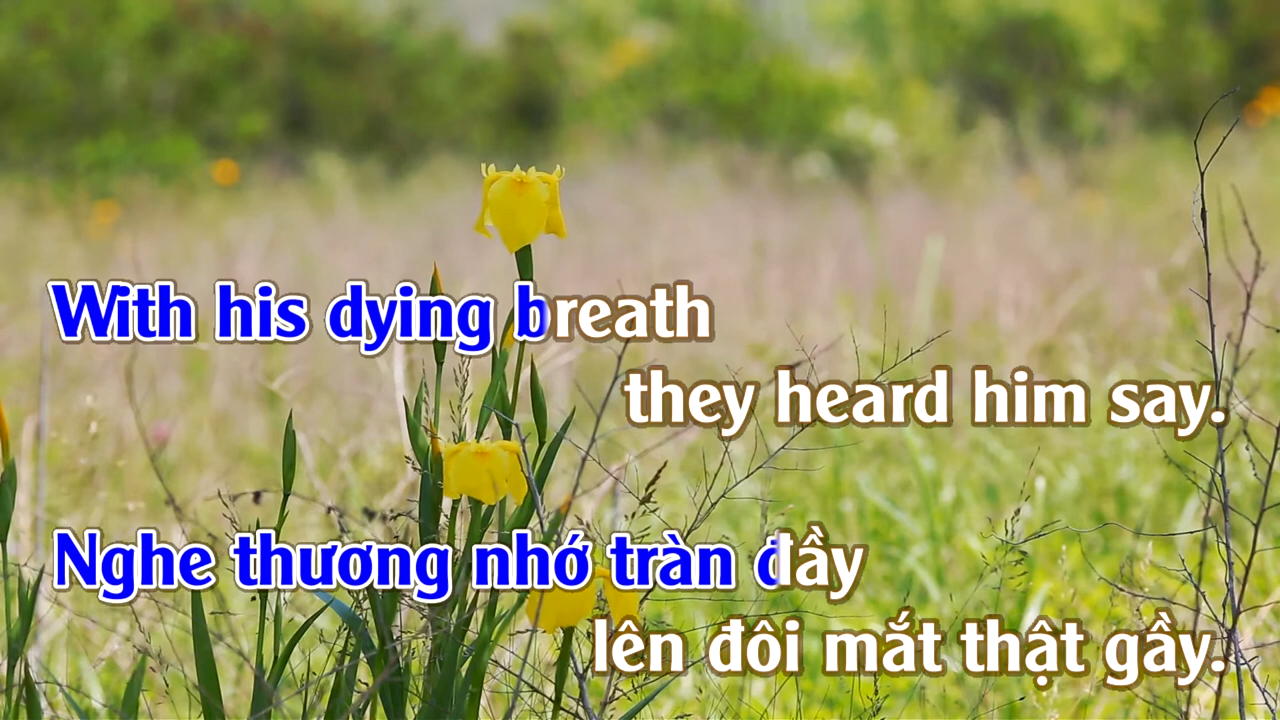 With his dying breath
they heard him say.
Nghe thương nhớ tràn đầy
lên đôi mắt thật gầy.